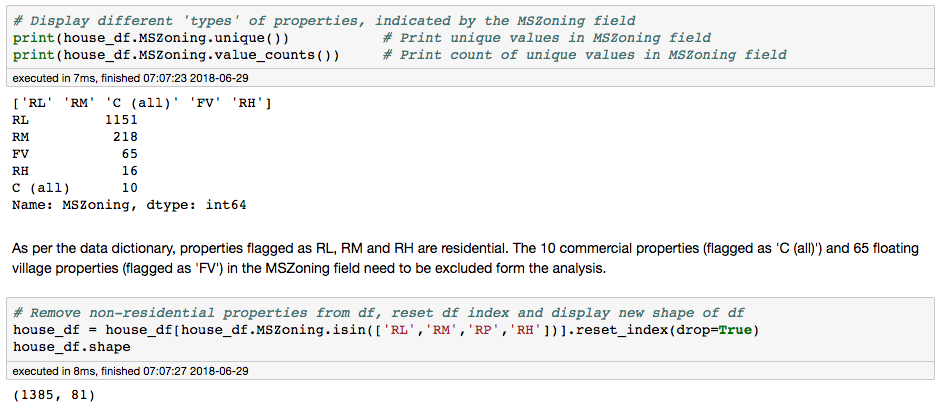 # Display different 'types' of properties, indicated by the MSZoning field
print(house_df.MSZoning.unique())           # Print unique values in MSZoning field
print(house_df.MSZoning.value_counts())     # Print count of unique values in MSZoning field
executed in 7ms, finished 07:07:23 2018-06-29
['RL' 'RM' 'C (all)' 'FV' 'RH']
RL         1151
RM          218
FV           65
RH           16
C (all)      10
Name: MSZoning, dtype: int64
As per the data dictionary, properties flagged as RL, RM and RH are residential. The 10 commercial properties (flagged as 'C (all)') and 65 floating
village properties (flagged as 'FV') in the MSZoning field need to be excluded form the analysis.
# Remove non-residential properties from df, reset df index and display new shape of df
house_df = house_df[house_df.MSZoning.isin(['RL','RM','RP','RH'])].reset_index(drop=True)
house_df.shape
executed in 8ms, finished 07:07:27 2018-06-29
(1385, 81)